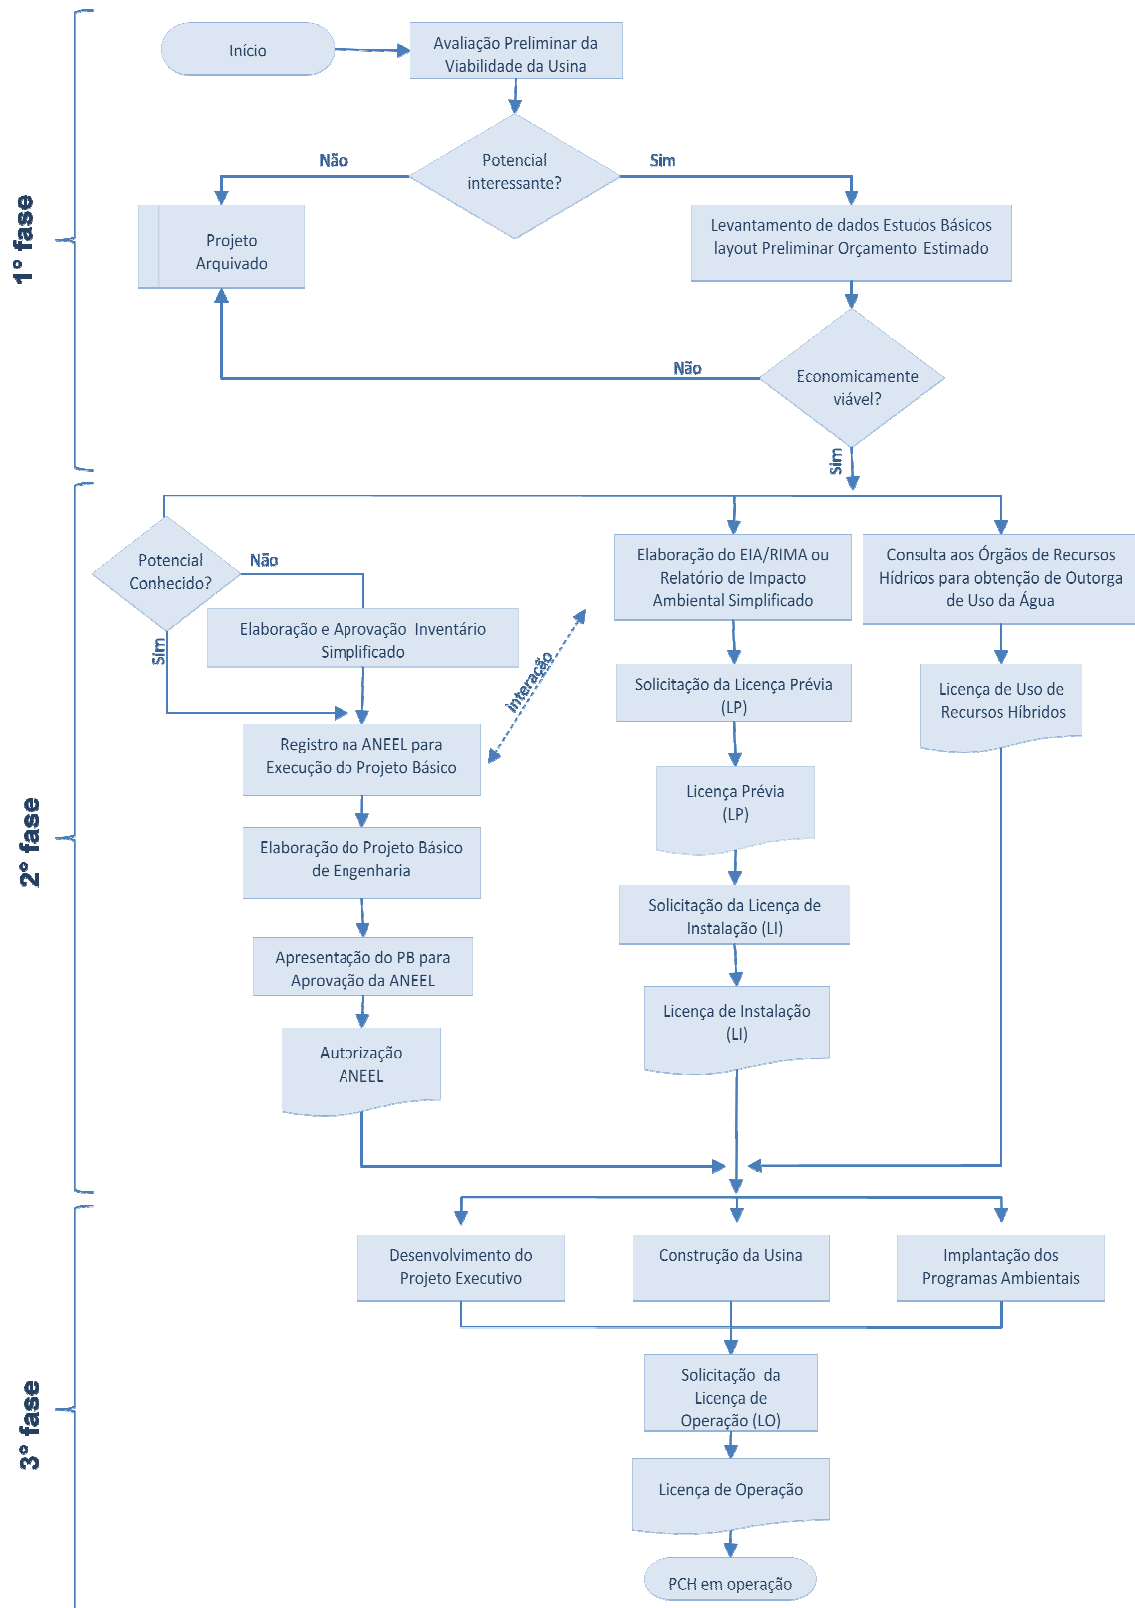 1° fase
Início
Avaliação Preliminar da
Viabilidade da Usina
Potencial
interessante?
Não
Sim
Projeto
Arquivado
Levantamento de dados Estudos Básicos
layout Preliminar Orçamento Estimado
Economicamente
viável?
Não
Sim
2° fase
Potencial
Conhecido?
Não
Sim
Elaboração e Aprovação Inventário
Simplificado
Registro na ANEEL para
Execução do Projeto Básico
Elaboração do Projeto Básico
de Engenharia
Apresentação do PB para
Aprovação da ANEEL
Autorização
ANEEL
interação
Elaboração do EIA/RIMA ou
Relatório de Impacto
Ambiental Simplificado
Solicitação da Licença Prévia
(LP)
Licença Prévia
(LP)
Solicitação da Licença de
Instalação (LI)
Licença de Instalação
(LI)
Consulta aos Órgãos de Recursos
Hídricos para obtenção de Outorga
de Uso da Água
Licença de Uso de
Recursos Híbridos
3° fase
Desenvolvimento do
Projeto Executivo
Construção da Usina
Implantação dos
Programas Ambientais
Solicitação da
Licença de
Operação (LO)
Licença de Operação
PCH em operação